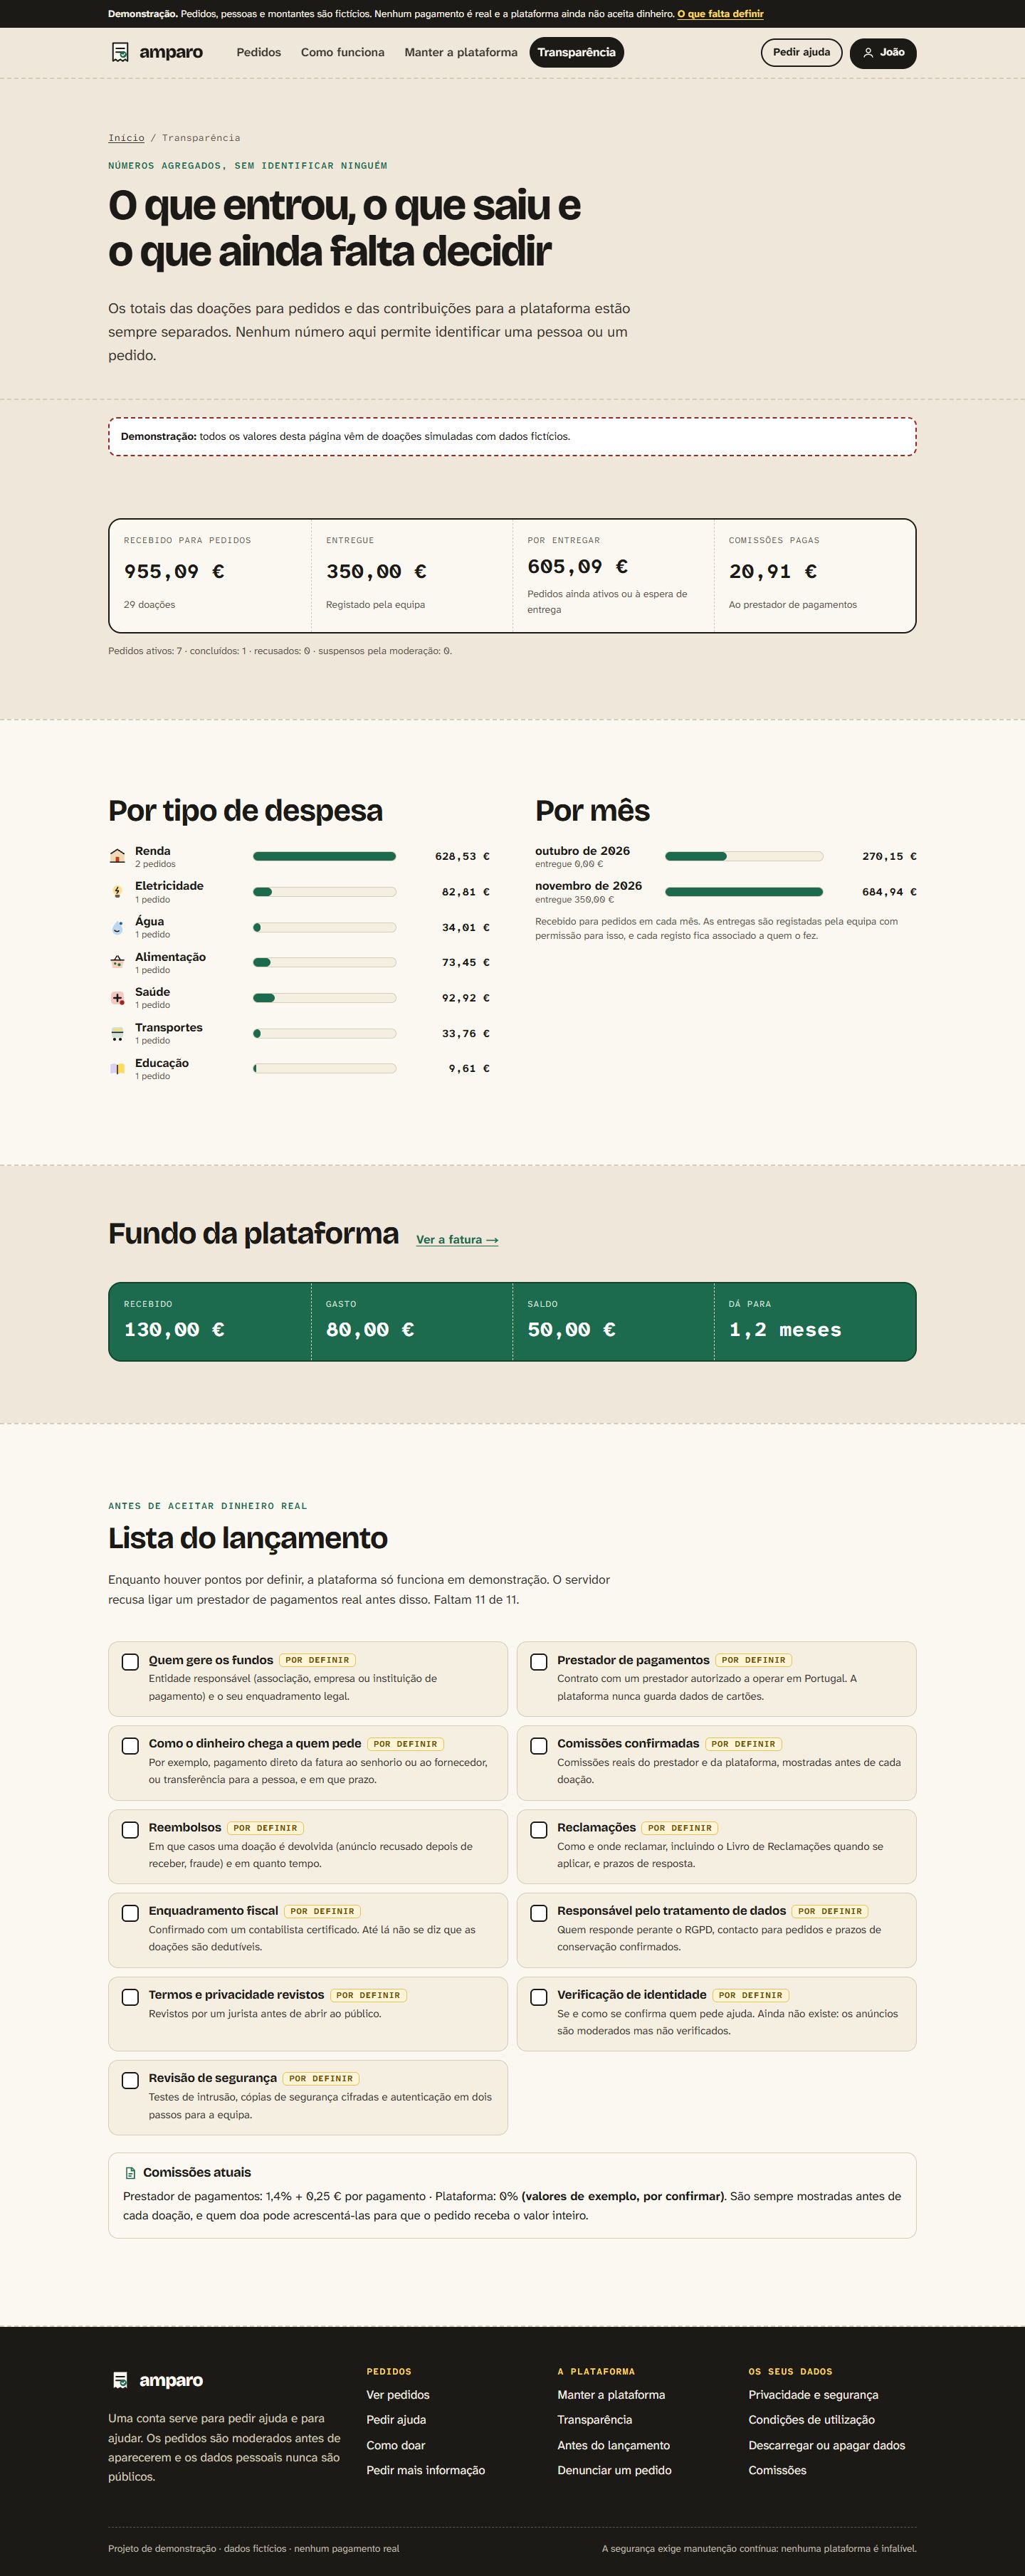 Demonstração. Pedidos, pessoas e montantes são fictícios. Nenhum pagamento é real e a plataforma ainda não aceita dinheiro. O que falta definir
amparo
Pedidos
Como funciona
Manter a plataforma
Transparência
Pedir ajuda
João
Início / Transparência
NÚMEROS AGREGADOS, SEM IDENTIFICAR NINGUÉM
O que entrou, o que saiu e
o que ainda falta decidir
Os totais das doações para pedidos e das contribuições para a plataforma estão
sempre separados. Nenhum número aqui permite identificar uma pessoa ou um
pedido.
Demonstração: todos os valores desta página vêm de doações simuladas com dados fictícios.
RECEBIDO PARA PEDIDOS
955,09 €
29 doações
ENTREGUE
350,00 €
Registado pela equipa
POR ENTREGAR
605,09 €
Pedidos ainda ativos ou à espera de
entrega
COMISSÕES PAGAS
20,91 €
Ao prestador de pagamentos
Pedidos ativos: 7 · concluídos: 1 · recusados: 0 · suspensos pela moderação: 0.
Por tipo de despesa
Renda
2 pedidos
628,53 €
Eletricidade
1 pedido
82,81 €
Água
1 pedido
34,01 €
Alimentação
1 pedido
73,45 €
Saúde
1 pedido
92,92 €
Transportes
1 pedido
33,76 €
Educação
1 pedido
9,61 €
Por mês
outubro de 2026
entregue 0,00 €
270,15 €
novembro de 2026
entregue 350,00 €
684,94 €
Recebido para pedidos em cada mês. As entregas são registadas pela equipa com
permissão para isso, e cada registo fica associado a quem o fez.
Fundo da plataforma
Ver a fatura →
RECEBIDO
130,00 €
GASTO
80,00 €
SALDO
50,00 €
DÁ PARA
1,2 meses
ANTES DE ACEITAR DINHEIRO REAL
Lista do lançamento
Enquanto houver pontos por definir, a plataforma só funciona em demonstração. O servidor
recusa ligar um prestador de pagamentos real antes disso. Faltam 11 de 11.
Quem gere os fundos POR DEFINIR
Entidade responsável (associação, empresa ou instituição de
pagamento) e o seu enquadramento legal.
Prestador de pagamentos POR DEFINIR
Contrato com um prestador autorizado a operar em Portugal. A
plataforma nunca guarda dados de cartões.
Como o dinheiro chega a quem pede POR DEFINIR
Por exemplo, pagamento direto da fatura ao senhorio ou ao fornecedor,
ou transferência para a pessoa, e em que prazo.
Comissões confirmadas POR DEFINIR
Comissões reais do prestador e da plataforma, mostradas antes de cada
doação.
Reembolsos POR DEFINIR
Em que casos uma doação é devolvida (anúncio recusado depois de
receber, fraude) e em quanto tempo.
Reclamações POR DEFINIR
Como e onde reclamar, incluindo o Livro de Reclamações quando se
aplicar, e prazos de resposta.
Enquadramento fiscal POR DEFINIR
Confirmado com um contabilista certificado. Até lá não se diz que as
doações são dedutíveis.
Responsável pelo tratamento de dados POR DEFINIR
Quem responde perante o RGPD, contacto para pedidos e prazos de
conservação confirmados.
Termos e privacidade revistos POR DEFINIR
Revistos por um jurista antes de abrir ao público.
Verificação de identidade POR DEFINIR
Se e como se confirma quem pede ajuda. Ainda não existe: os anúncios
são moderados mas não verificados.
Revisão de segurança POR DEFINIR
Testes de intrusão, cópias de segurança cifradas e autenticação em dois
passos para a equipa.
Comissões atuais
Prestador de pagamentos: 1,4% + 0,25 € por pagamento · Plataforma: 0% (valores de exemplo, por confirmar). São sempre mostradas antes de
cada doação, e quem doa pode acrescentá-las para que o pedido receba o valor inteiro.
amparo
Uma conta serve para pedir ajuda e para
ajudar. Os pedidos são moderados antes de
aparecerem e os dados pessoais nunca são
públicos.
PEDIDOS
Ver pedidos
Pedir ajuda
Como doar
Pedir mais informação
A PLATAFORMA
Manter a plataforma
Transparência
Antes do lançamento
Denunciar um pedido
OS SEUS DADOS
Privacidade e segurança
Condições de utilização
Descarregar ou apagar dados
Comissões
Projeto de demonstração · dados fictícios · nenhum pagamento real
A segurança exige manutenção contínua: nenhuma plataforma é infalível.